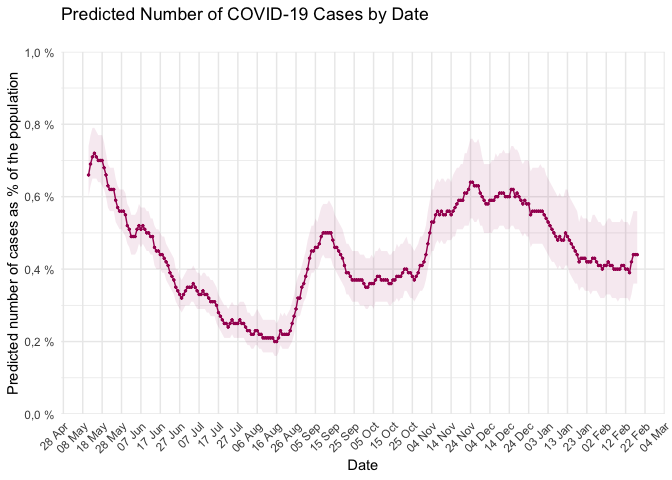 Predicted Number of COVID-19 Cases by Date
Predicted number of cases as % of the population
1,0 %
0,8 %
0,6 %
0,4 %
0,2 %
0,0 %
28 Apr
08 May
18 May
28 May
07 Jun
17 Jun
27 Jun
07 Jul
17 Jul
27 Jul
06 Aug
16 Aug
26 Aug
05 Sep
15 Sep
25 Sep
05 Oct
15 Oct
25 Oct
04 Nov
14 Nov
24 Nov
04 Dec
14 Dec
24 Dec
03 Jan
13 Jan
23 Jan
02 Feb
12 Feb
22 Feb
04 Mar
Date